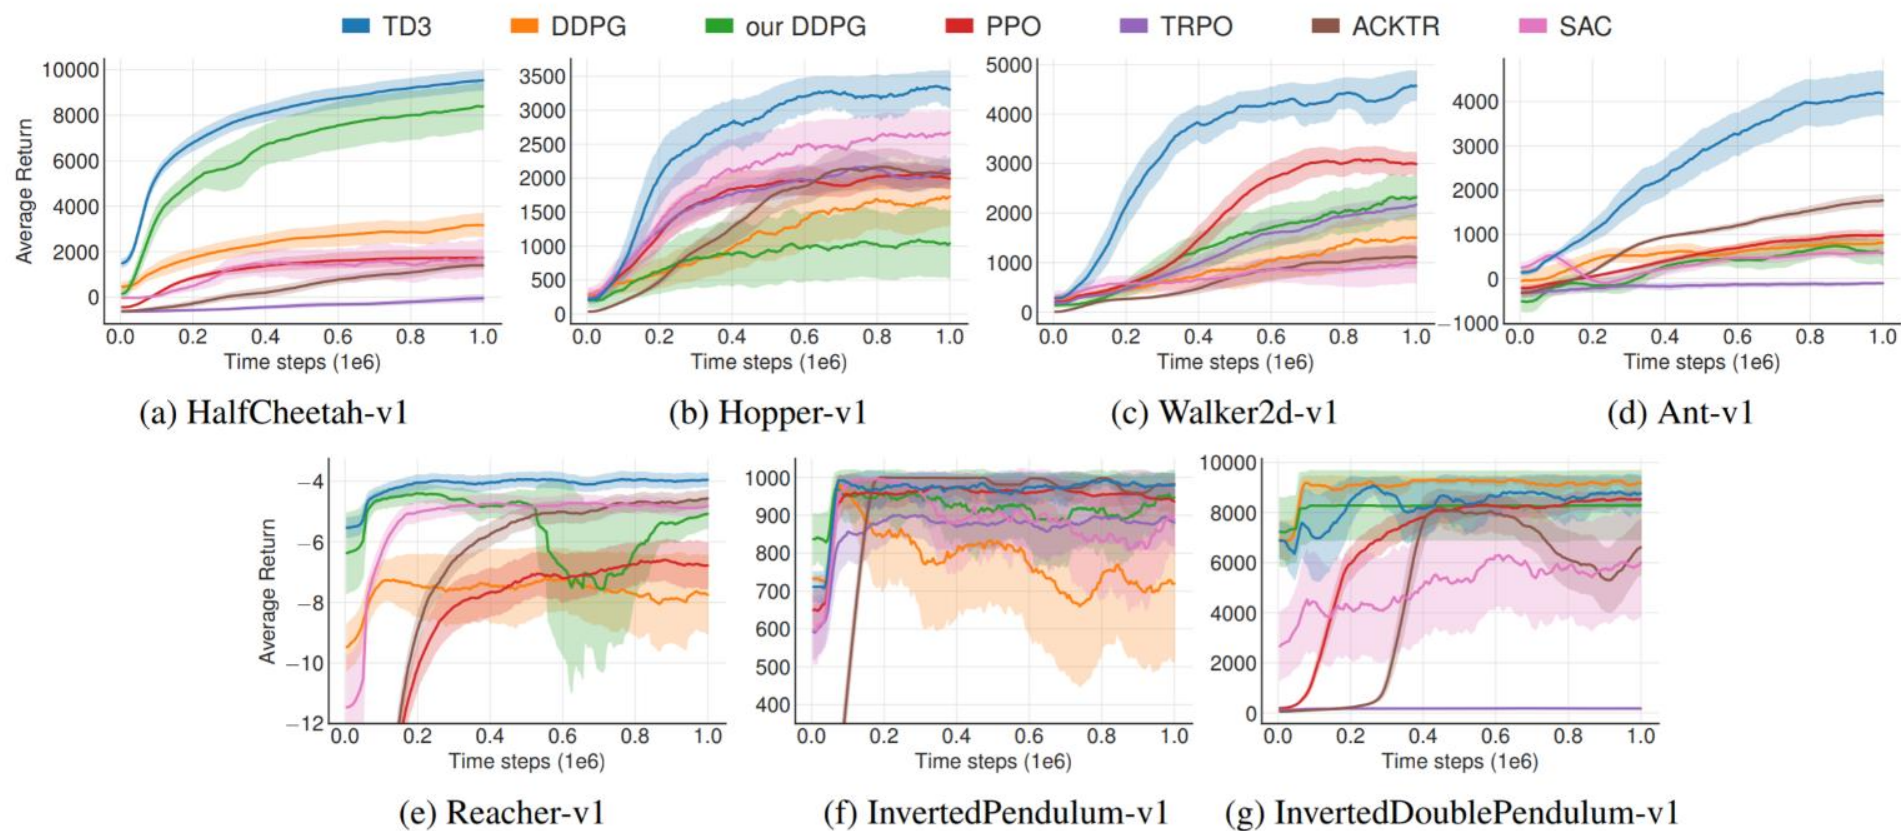 TD3 DDPG our DDPG PPO TRPO ACKTR SAC
Average Return
10000
8000
6000
4000
2000
0
0.0 0.2 0.4 0.6 0.8 1.0
Time steps (1e6)
(a) HalfCheetah-v1
3500
3000
2500
2000
1500
1000
500
0
0.0 0.2 0.4 0.6 0.8 1.0
Time steps (1e6)
(b) Hopper-v1
5000
4000
3000
2000
1000
0
0.0 0.2 0.4 0.6 0.8 1.0
Time steps (1e6)
(c) Walker2d-v1
4000
3000
2000
1000
0
−1000
0.0 0.2 0.4 0.6 0.8 1.0
Time steps (1e6)
(d) Ant-v1
Average Return
−4
−6
−8
−10
−12
0.0 0.2 0.4 0.6 0.8 1.0
Time steps (1e6)
(e) Reacher-v1
1000
900
800
700
600
500
400
0.0 0.2 0.4 0.6 0.8 1.0
Time steps (1e6)
(f) InvertedPendulum-v1
10000
8000
6000
4000
2000
0
0.0 0.2 0.4 0.6 0.8 1.0
Time steps (1e6)
(g) InvertedDoublePendulum-v1